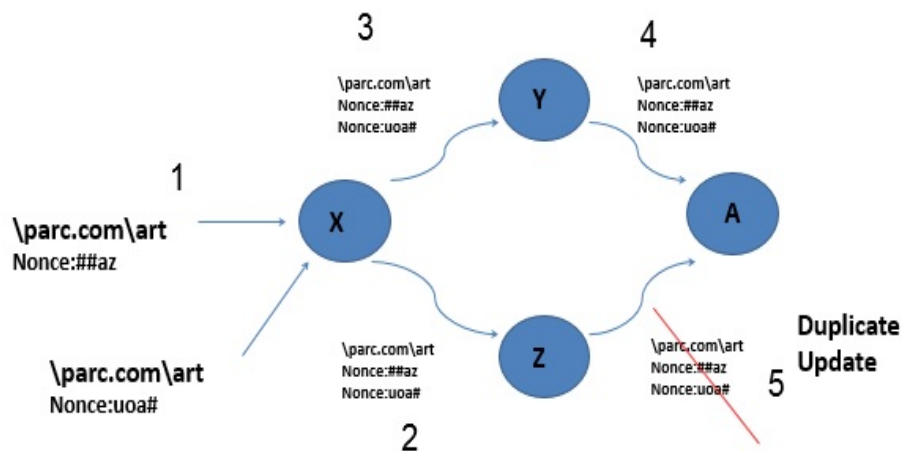 3
4
\parc.com\art
Nonce:##az
Nonce:uoa#
Y
\parc.com\art
Nonce:##az
Nonce:uoa#
1
\parc.com\art
Nonce:##az
X
A
\parc.com\art
Nonce:uoa#
\parc.com\art
Nonce:##az
Nonce:uoa#
2
Z
\parc.com\art
Nonce:##az
Nonce:uoa#
5
Duplicate
Update